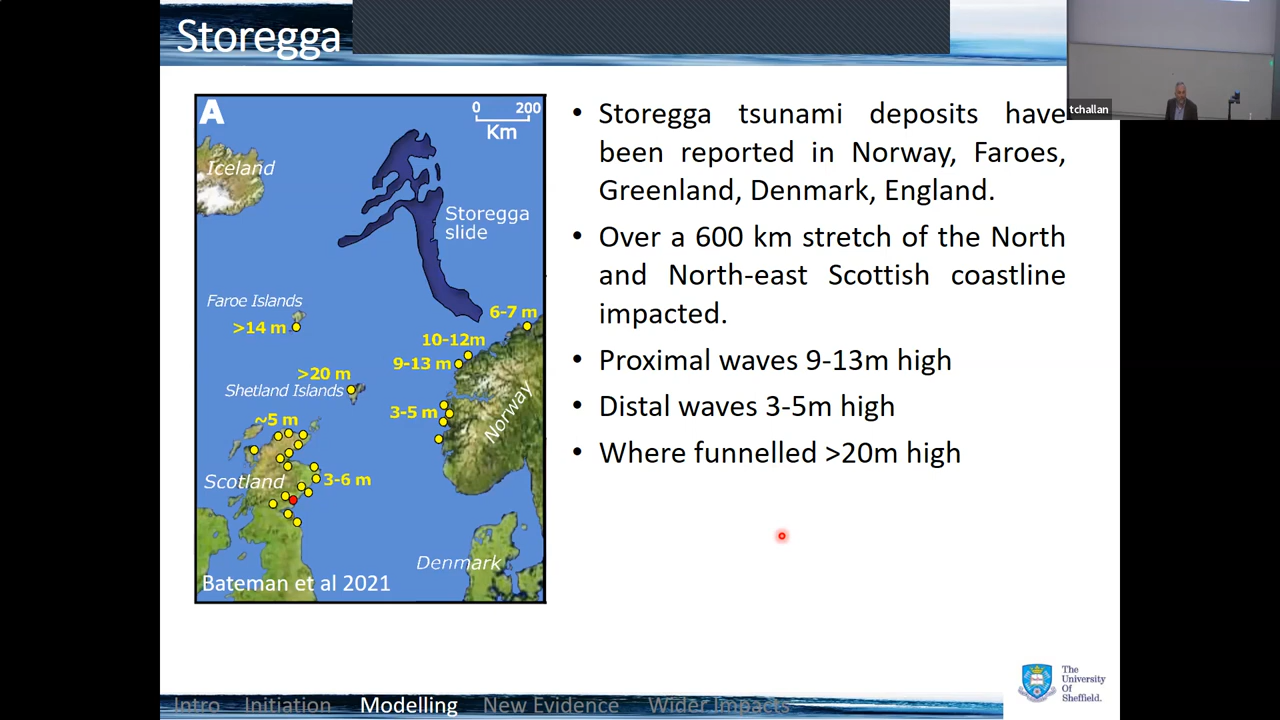 Storegga
tchallan
A
0 200
Km
Iceland
Storegga
slide
Faroe Islands
>14 m
6-7 m
10-12m
9-13 m
>20 m
Shetland Islands
3-5 m
Norway
~5 m
Scotland
3-6 m
Denmark
Bateman et al 2021
• Storegga tsunami deposits have
been reported in Norway, Faroes,
Greenland, Denmark, England.
• Over a 600 km stretch of the North
and North-east Scottish coastline
impacted.
• Proximal waves 9-13m high
• Distal waves 3-5m high
• Where funnelled >20m high
The
University
Of
Sheffield.
Intro Initiation Modelling New Evidence Wider Impacts